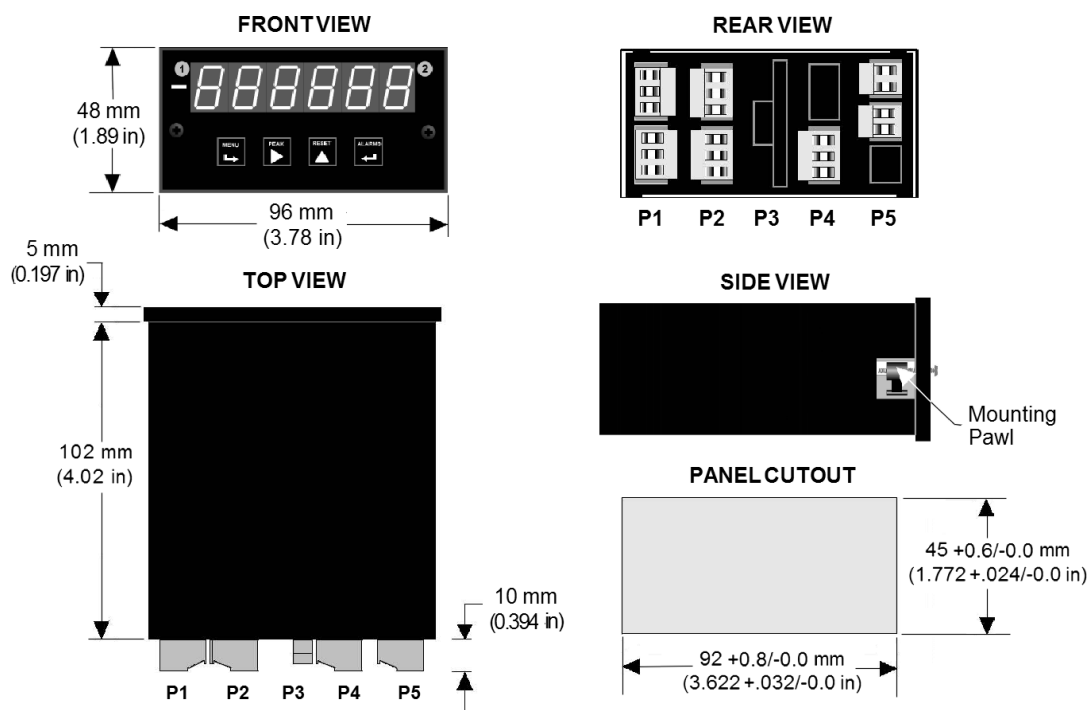 FRONT VIEW
1
2
888888
MENU
PEAK
RESET
ALARMS
48 mm
(1.89 in)
96 mm
(3.78 in)
REAR VIEW
P1 P2 P3 P4 P5
5 mm
(0.197 in)
TOP VIEW
102 mm
(4.02 in)
10 mm
(0.394 in)
P1 P2 P3 P4 P5
SIDE VIEW
Mounting
Pawl
PANEL CUTOUT
45 +0.6/-0.0 mm
(1.772 +.024/-0.0 in)
92 +0.8/-0.0 mm
(3.622 +.032/-0.0 in)